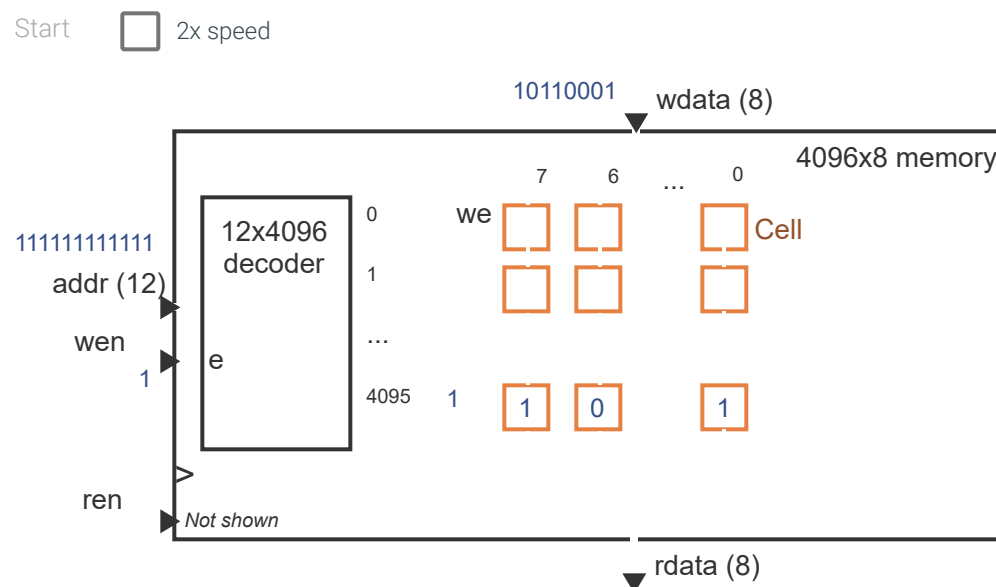 Start
2x speed
10110001
wdata (8)
4096x8 memory
7 6 ... 0
we
Cell
12x4096
decoder
0
1
...
4095
111111111111
addr (12)
wen
1
e
1
1 0 1
>
ren
Not shown
rdata (8)